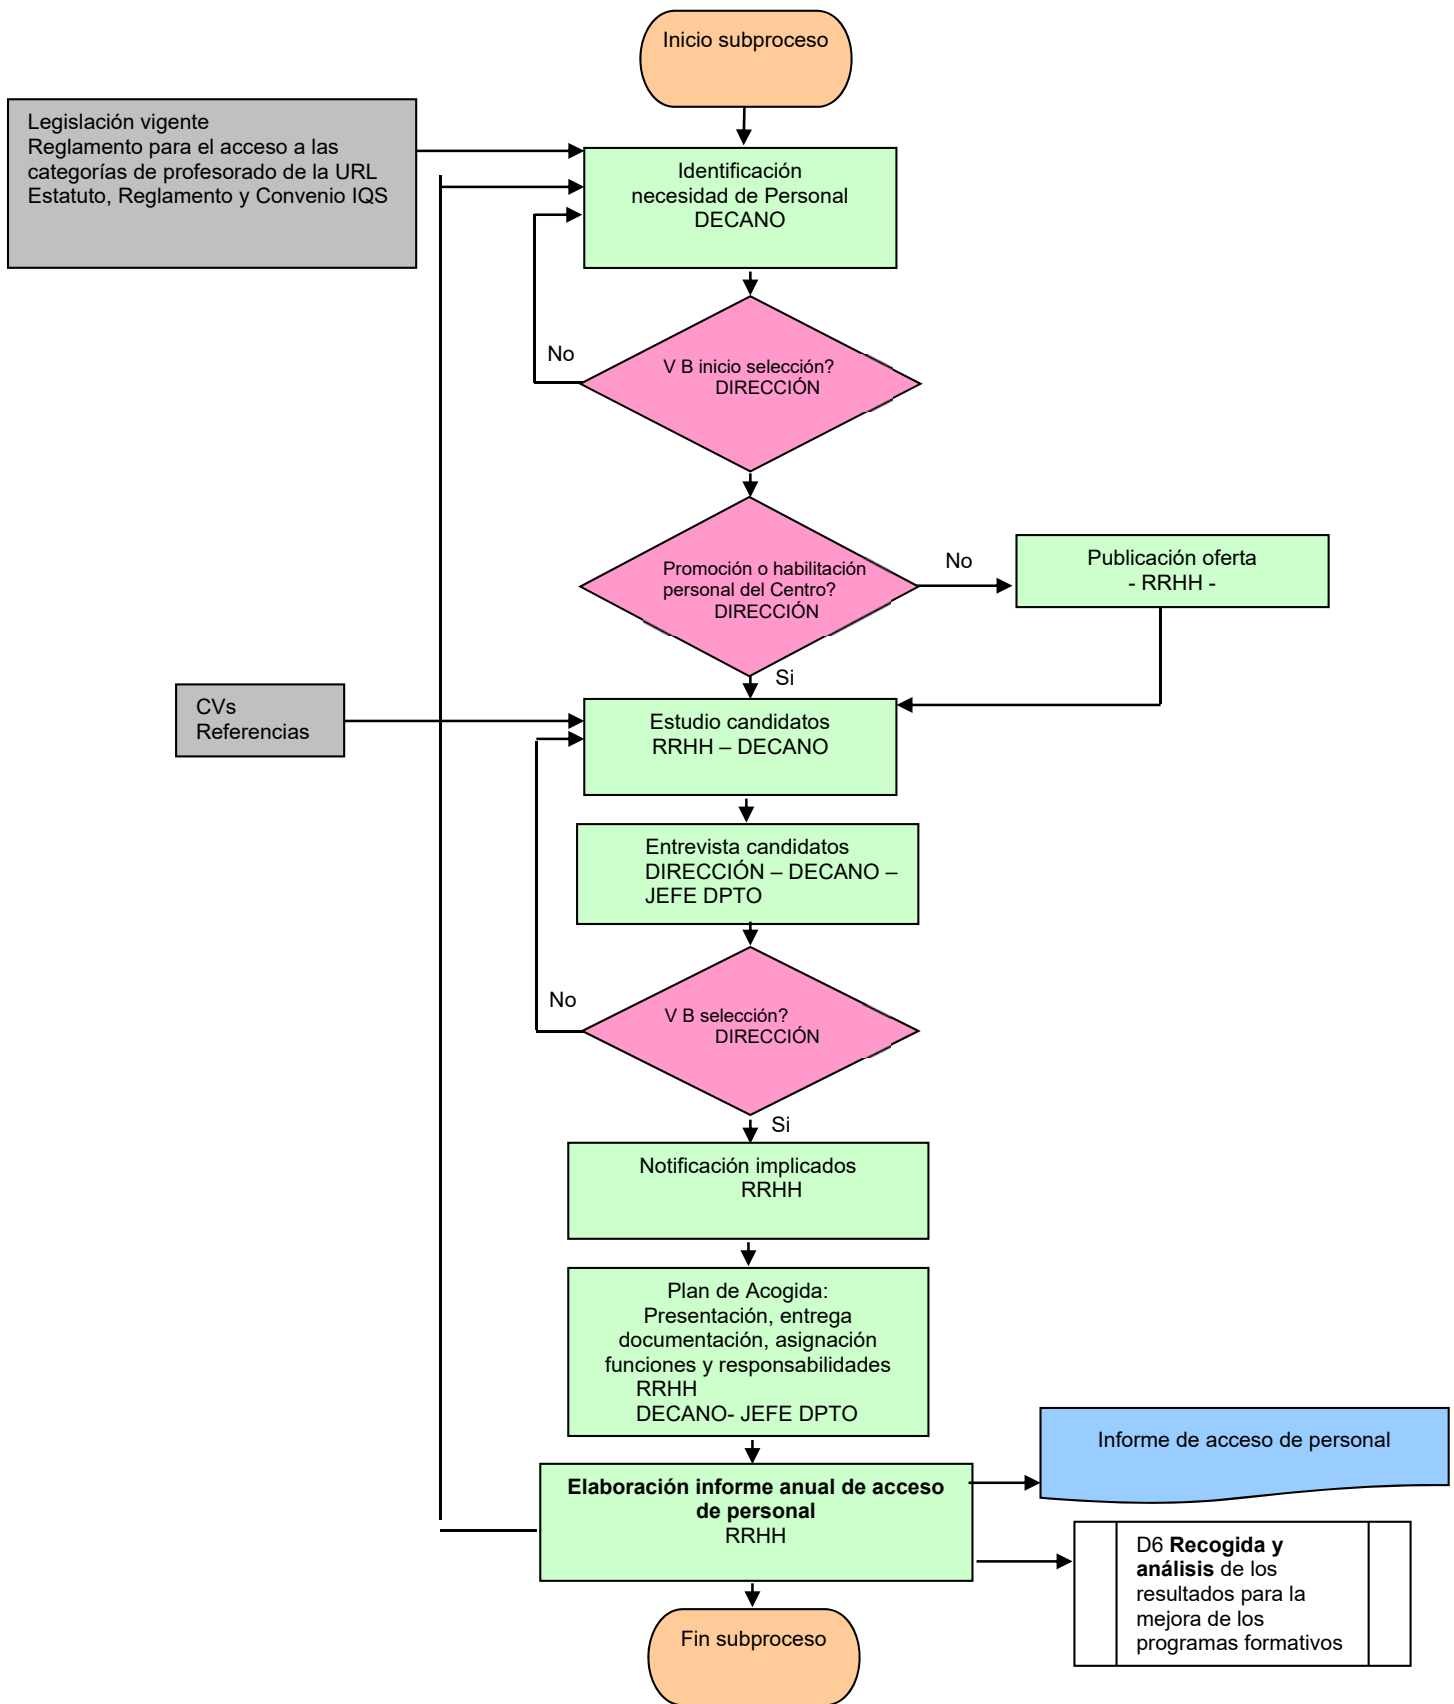 Inicio subproceso
Legislación vigente
Reglamento para el acceso a las
categorías de profesorado de la URL
Estatuto, Reglamento y Convenio IQS
Identificación
necesidad de Personal
DECANO
No
V B inicio selección?
DIRECCIÓN
Promoción o habilitación
personal del Centro?
DIRECCIÓN
No
Publicación oferta
- RRHH -
Si
CVs
Referencias
Estudio candidatos
RRHH – DECANO
Entrevista candidatos
DIRECCIÓN – DECANO –
JEFE DPTO
No
V B selección?
DIRECCIÓN
Si
Notificación implicados
RRHH
Plan de Acogida:
Presentación, entrega
documentación, asignación
funciones y responsabilidades
RRHH
DECANO- JEFE DPTO
Informe de acceso de personal
Elaboración informe anual de acceso
de personal
RRHH
D6 Recogida y
análisis de los
resultados para la
mejora de los
programas formativos
Fin subproceso